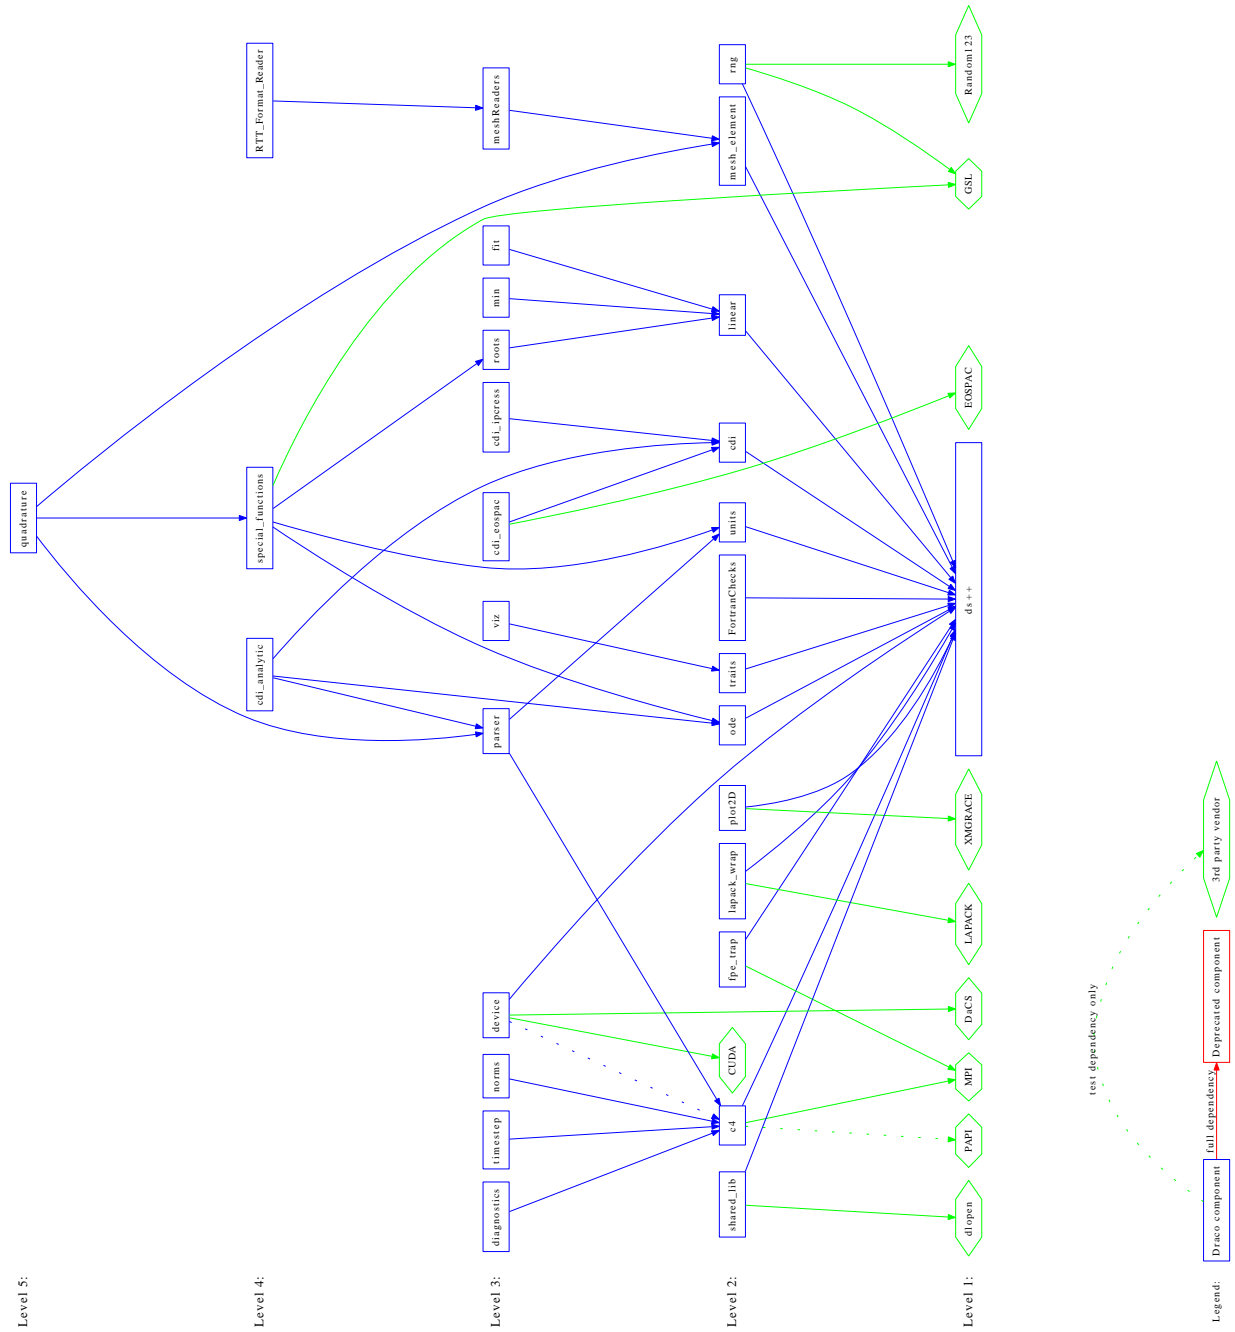 Level 5:
quadrature
Level 4:
cdi_analytic
special_functions
RTT_Format_Reader
Level 3:
diagnostics
timestep
norms
device
parser
viz
cdi_eospac
cdi_ipcress
roots
min
fit
meshReaders
Level 2:
shared_lib
c4
CUDA
fpe_trap
lapack_wrap
plot2D
ode
traits
FortranChecks
units
cdi
linear
mesh_element
rng
Level 1:
dlopen
PAPI
MPI
DaCS
LAPACK
XMGRACE
ds++
EOSPAC
GSL
Random123
test dependency only
Legend:
Draco component
full dependency
Deprecated component
3rd party vendor